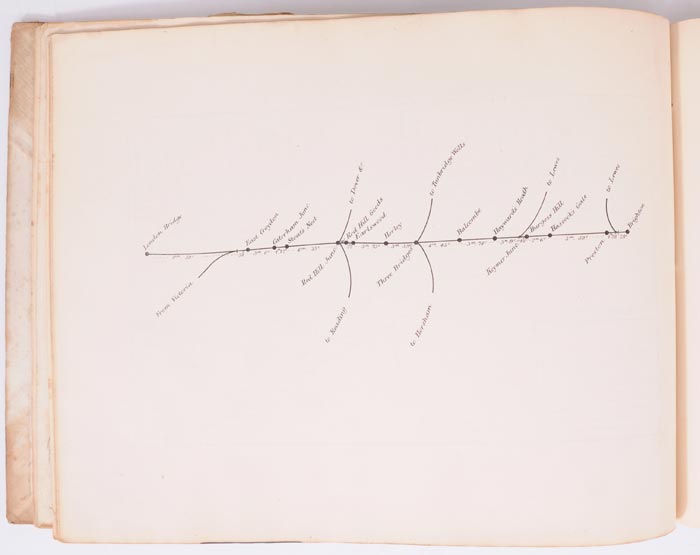 London Bridge
From Victoria
East Croydon
Caterham Junc
Stoats Nest
to Dover &c
Red Hill Junc
Red Hill Goods
Earlswood
to Reading
Horley
Three Bridges
to Tunbridge Wells
to Horsham
Balcombe
Haywards Heath
Keymer Junc
to Lewes
Burgess Hill
Hassocks Gate
to Lewes
Preston
Brighton